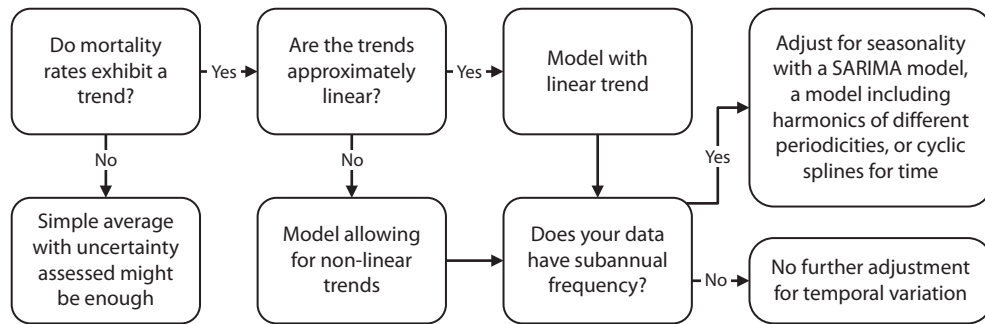 Do mortality
rates exhibit a
trend?
Yes
Are the trends
approximately
linear?
Yes
Model with
linear trend
Adjust for seasonality
with a SARIMA model,
a model including
harmonics of different
periodicities, or cyclic
splines for time
No
No
Yes
Simple average
with uncertainty
assessed might
be enough
Model allowing
for non-linear
trends
Does your data
have subannual
frequency?
No
No further adjustment
for temporal variation